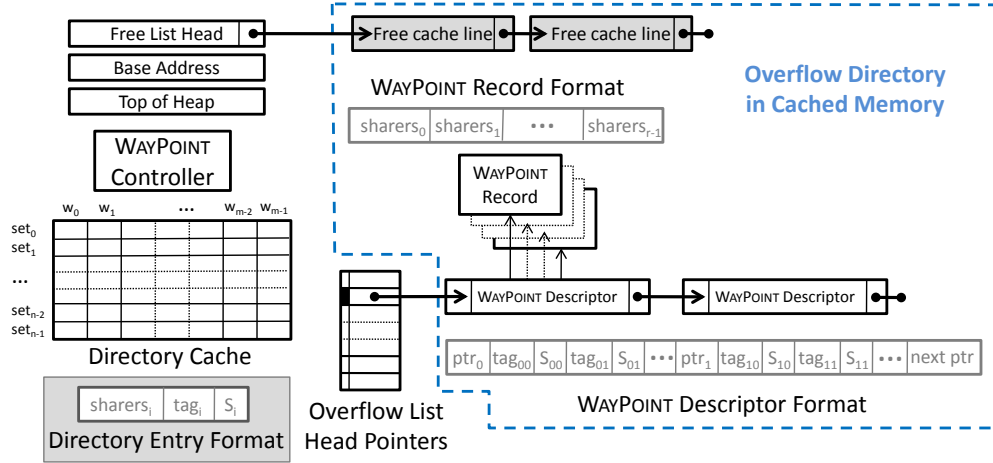 Free List Head
Base Address
Top of Heap
WAYPOINT
Controller
Free cache line
Free cache line
Overflow Directory
in Cached Memory
WAYPOINT Record Format
sharers₀ sharers₁ ••• sharersᵣ₋₁
WAYPOINT
Record
w₀ w₁ ... wₘ₋₂ wₘ₋₁
set₀
set₁
...
setₙ₋₂
setₙ₋₁
Directory Cache
sharersᵢ tagᵢ Sᵢ
Directory Entry Format
Overflow List
Head Pointers
WAYPOINT Descriptor
WAYPOINT Descriptor
ptr₀ tag₀₀ S₀₀ tag₀₁ S₀₁ ••• ptr₁ tag₁₀ S₁₀ tag₁₁ S₁₁ ••• next ptr
WAYPOINT Descriptor Format